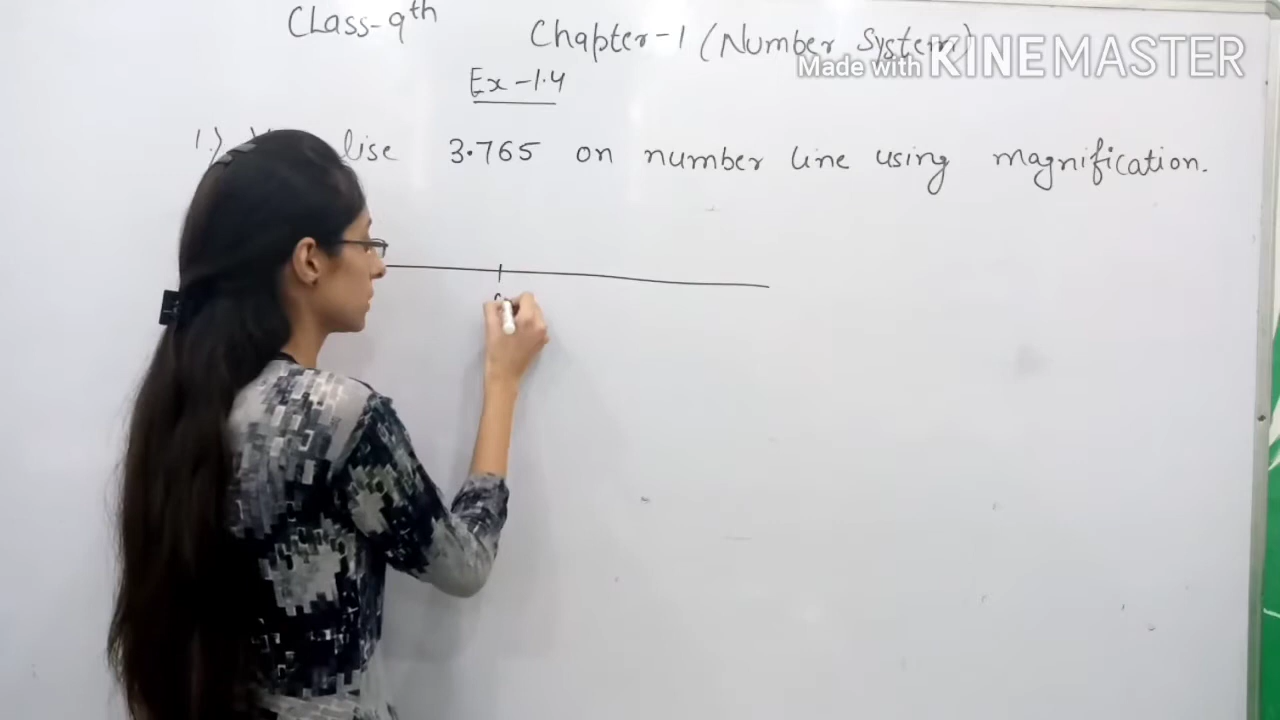 CLass-9th Chapter-1 (Number System)
Made with KINEMASTER
Ex-1.4
1.) 3.765 on number line using magnification.